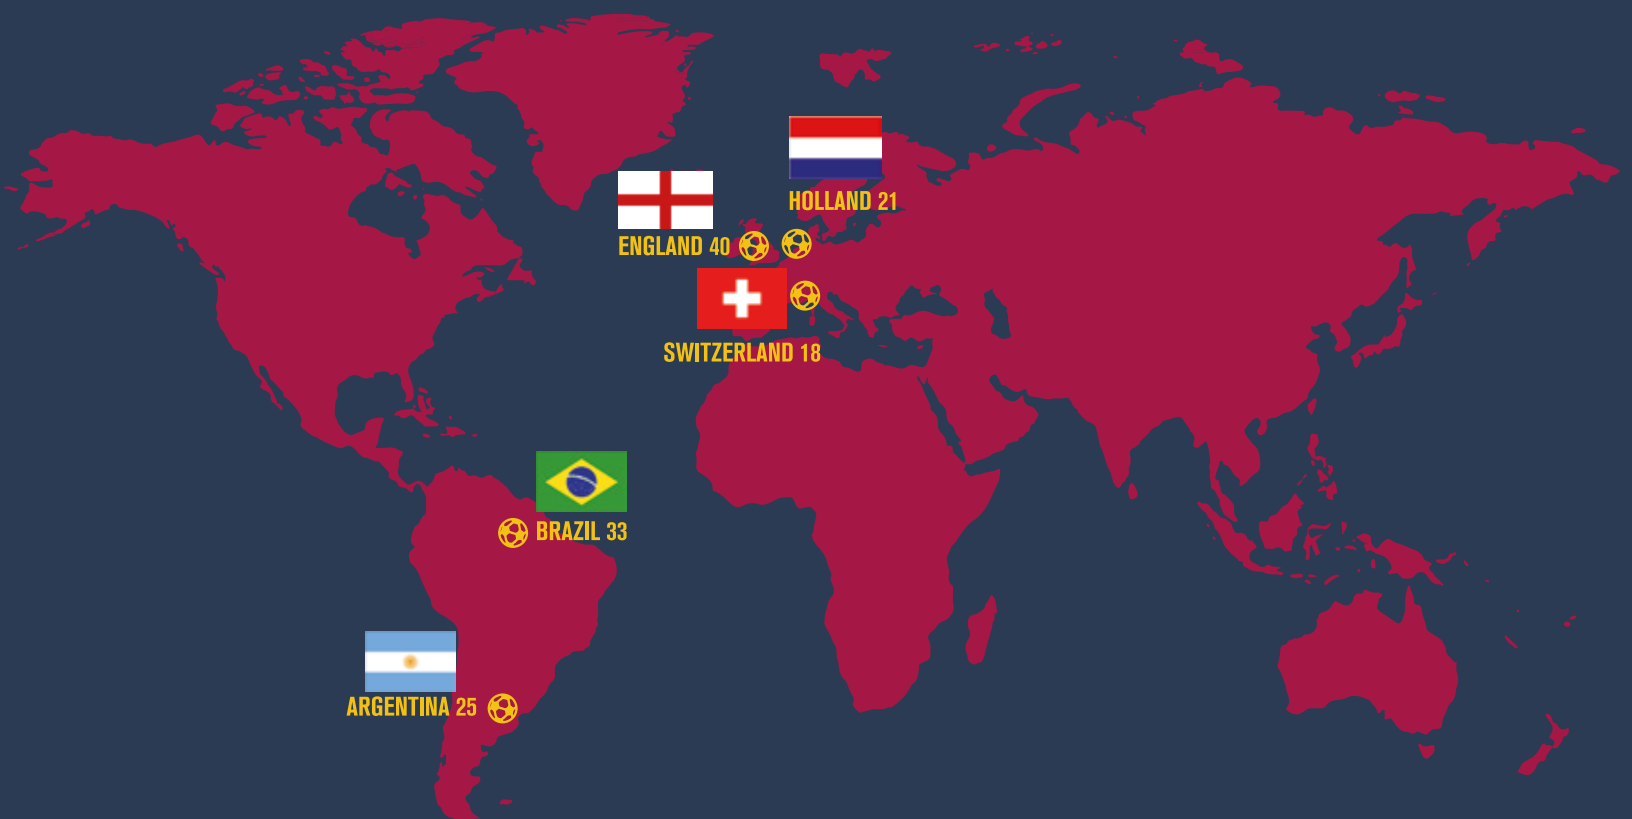 HOLLAND 21
ENGLAND 40
SWITZERLAND 18
BRAZIL 33
ARGENTINA 25